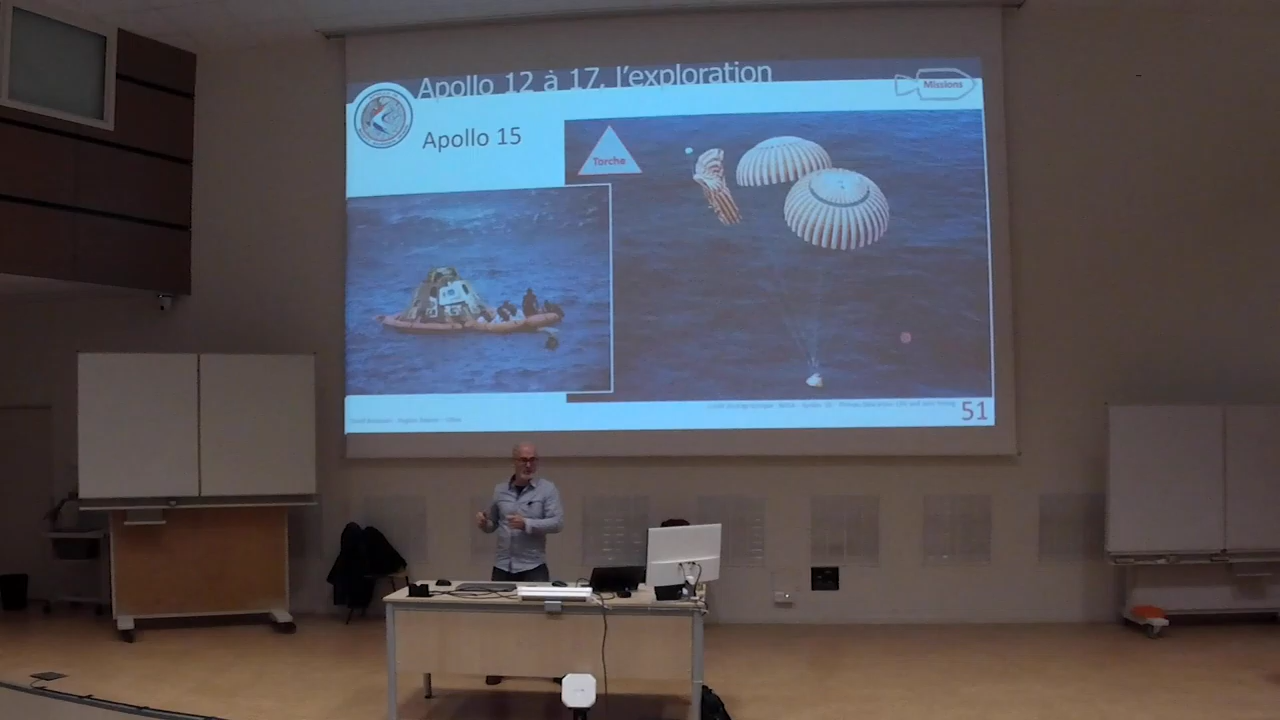 Apollo 12 à 17, l'exploration
Missions
Apollo 15
Torche
51